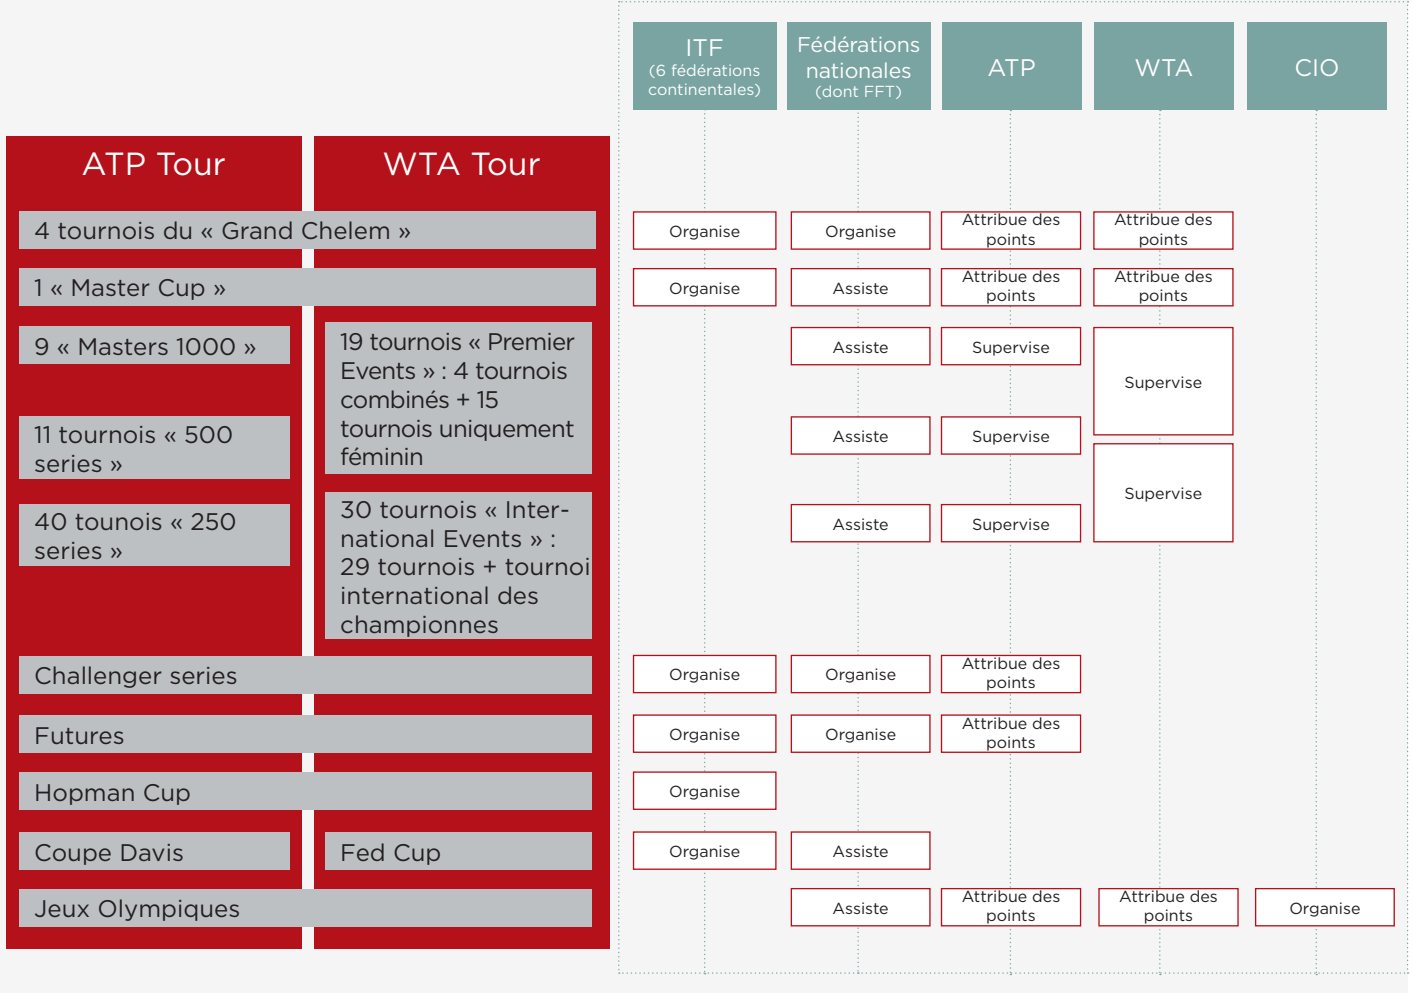 ITF
(6 fédérations
continentales)
Fédérations
nationales
(dont FFT)
ATP
WTA
CIO
ATP Tour
WTA Tour
4 tournois du « Grand Chelem »
Organise
Organise
Attribue des
points
Attribue des
points
1 « Master Cup »
Organise
Assiste
Attribue des
points
Attribue des
points
9 « Masters 1000 »
19 tournois « Premier
Events » : 4 tournois
combinés + 15
tournois uniquement
féminin
Assiste
Supervise
Supervise
11 tournois « 500
series »
Assiste
Supervise
Supervise
40 tounois « 250
series »
30 tournois « Inter-
national Events » :
29 tournois + tournoi
international des
championnes
Assiste
Supervise
Challenger series
Organise
Organise
Attribue des
points
Futures
Organise
Organise
Attribue des
points
Hopman Cup
Organise
Coupe Davis
Fed Cup
Organise
Assiste
Jeux Olympiques
Assiste
Attribue des
points
Attribue des
points
Organise